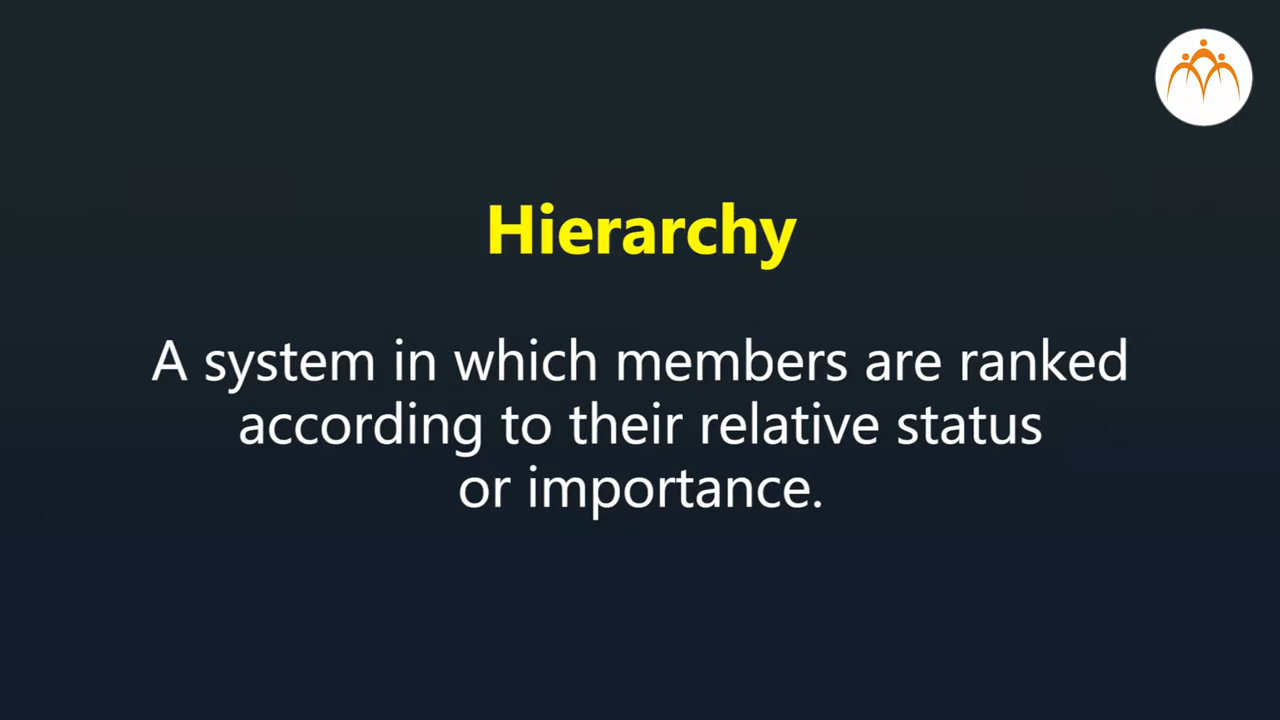 Hierarchy
A system in which members are ranked
according to their relative status
or importance.